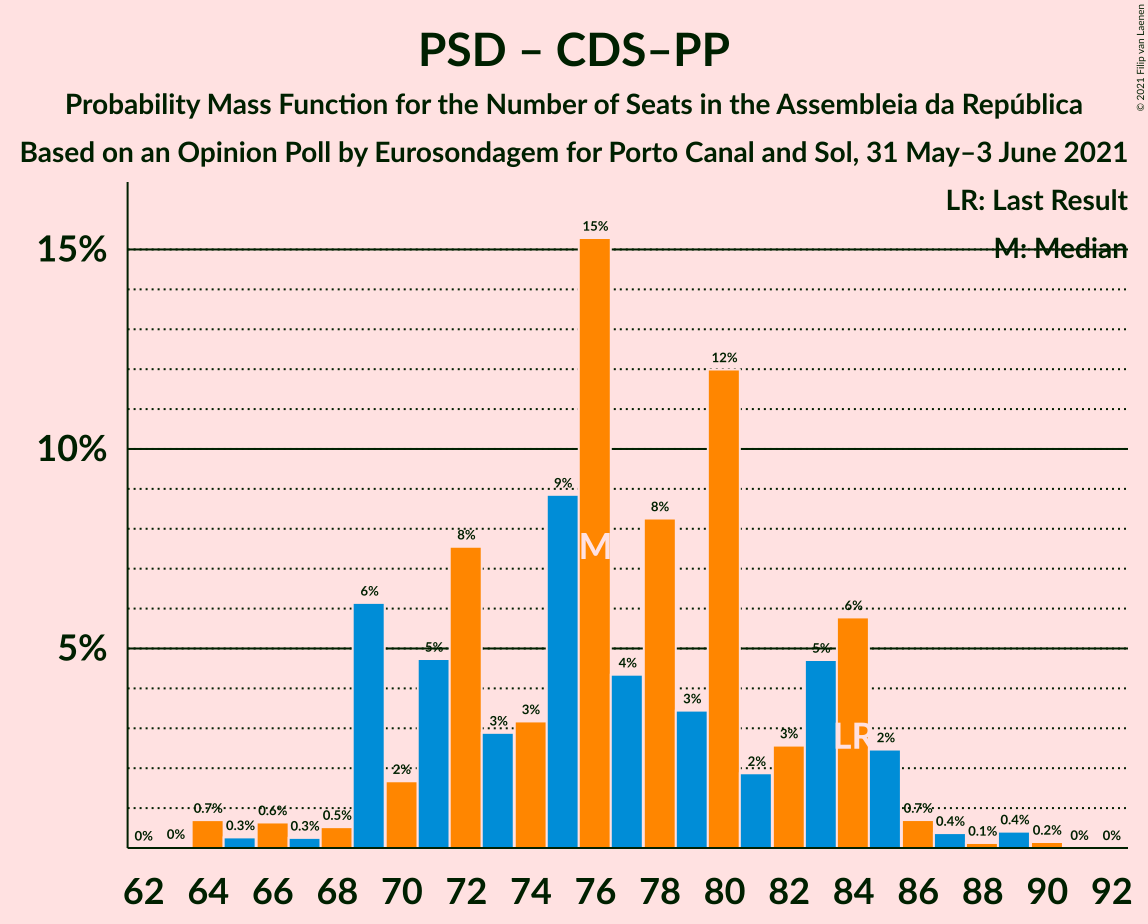 PSD – CDS–PP
Probability Mass Function for the Number of Seats in the Assembleia da República
Based on an Opinion Poll by Eurosondagem for Porto Canal and Sol, 31 May–3 June 2021
© 2021 Filip van Laenen
LR: Last Result
M: Median
15%
10%
5%
0% 0% 0.7% 0.3% 0.6% 0.3% 0.5% 6% 2% 5% 8% 3% 3% 9% 15% 4% 8% 3% 12% 2% 3% 5% 6% 2% 0.7% 0.4% 0.1% 0.4% 0.2% 0% 0%
M
LR
62 64 66 68 70 72 74 76 78 80 82 84 86 88 90 92